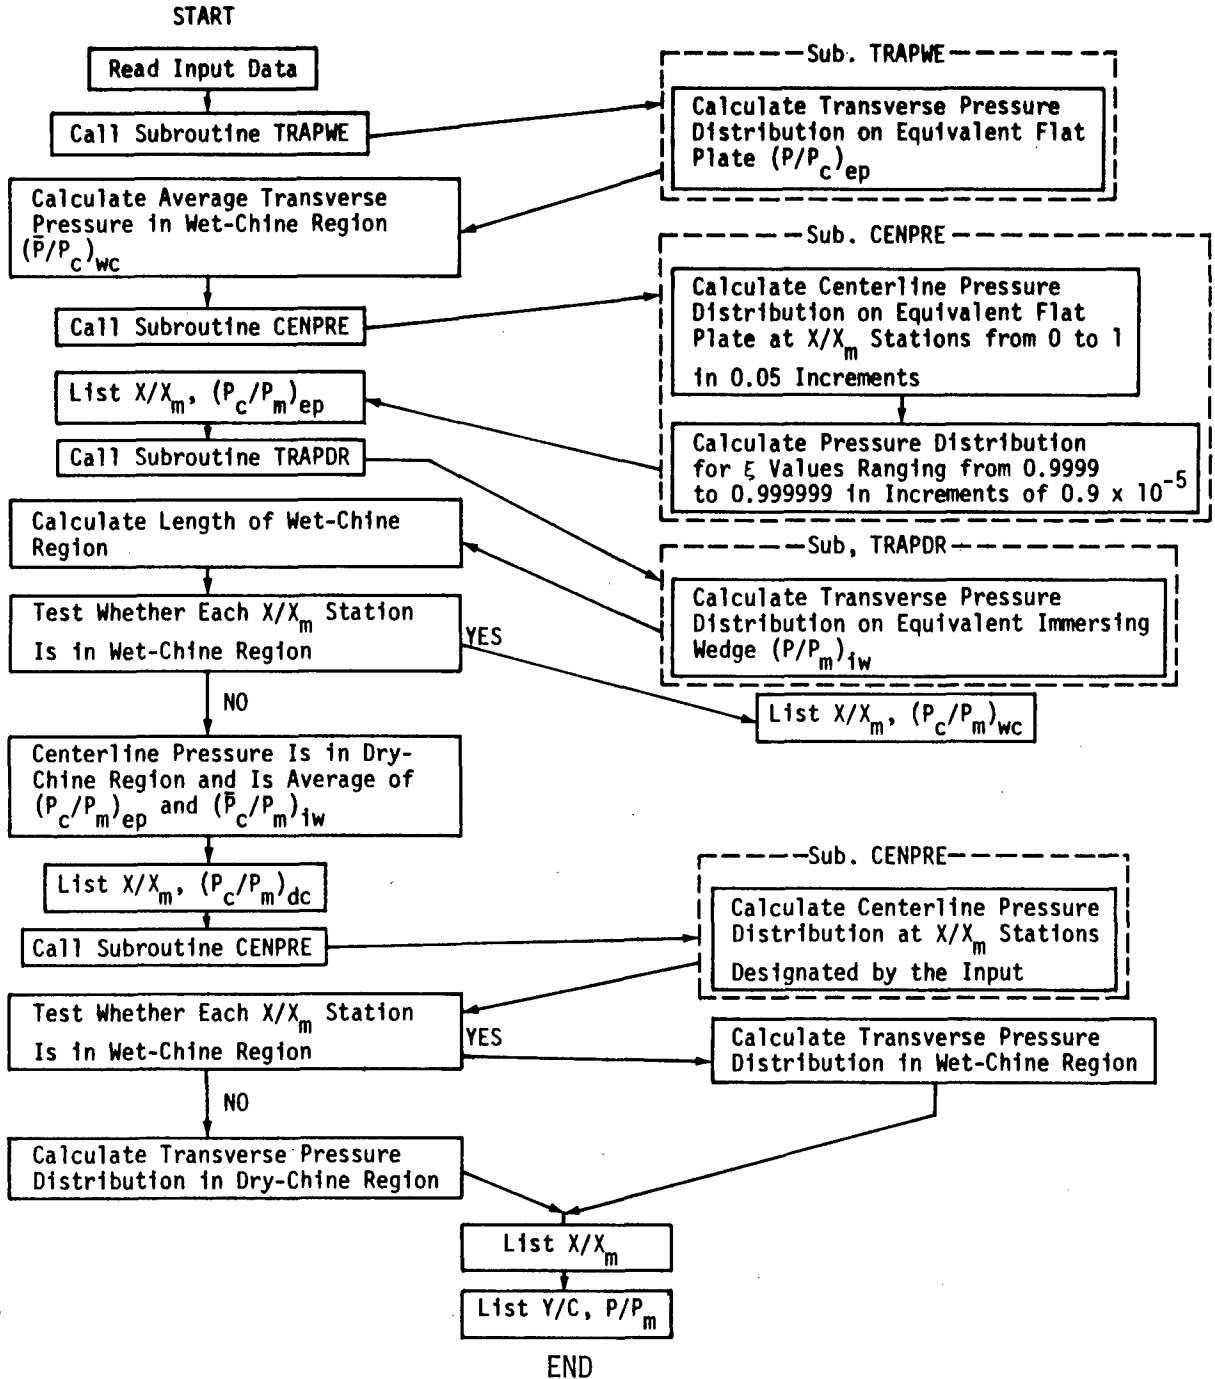 START
Read Input Data
Call Subroutine TRAPWE
Sub. TRAPWE
Calculate Transverse Pressure
Distribution on Equivalent Flat
Plate (P/P_c)_ep
Calculate Average Transverse
Pressure in Wet-Chine Region
(P̄/P_c)_wc
Call Subroutine CENPRE
Sub. CENPRE
Calculate Centerline Pressure
Distribution on Equivalent Flat
Plate at X/X_m Stations from 0 to 1
in 0.05 Increments
Calculate Pressure Distribution
for ξ Values Ranging from 0.9999
to 0.999999 in Increments of 0.9 x 10^-5
List X/X_m, (P_c/P_m)_ep
Call Subroutine TRAPDR
Sub, TRAPDR
Calculate Transverse Pressure
Distribution on Equivalent Immersing
Wedge (P/P_m)_iw
Calculate Length of Wet-Chine
Region
Test Whether Each X/X_m Station
Is in Wet-Chine Region
YES
List X/X_m, (P_c/P_m)_wc
NO
Centerline Pressure Is in Dry-
Chine Region and Is Average of
(P_c/P_m)_ep and (P̄_c/P_m)_iw
List X/X_m, (P_c/P_m)_dc
Call Subroutine CENPRE
Sub. CENPRE
Calculate Centerline Pressure
Distribution at X/X_m Stations
Designated by the Input
Test Whether Each X/X_m Station
Is in Wet-Chine Region
YES
Calculate Transverse Pressure
Distribution in Wet-Chine Region
NO
Calculate Transverse Pressure
Distribution in Dry-Chine Region
List X/X_m
List Y/C, P/P_m
END